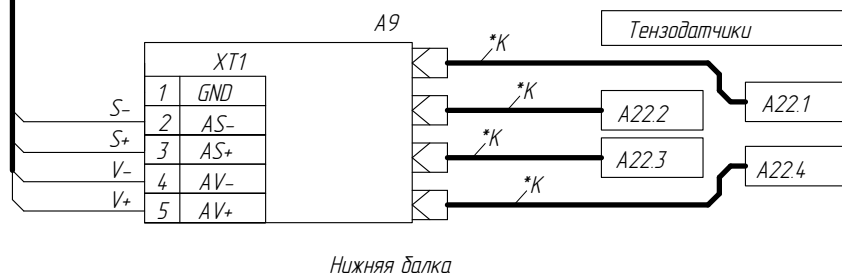 A9
Тензодатчики
*К
XT1
1 GND
S- 2 AS-
S+ 3 AS+
V- 4 AV-
V+ 5 AV+
*К
*К
*К
A22.1
A22.2
A22.3
A22.4
Нижняя балка